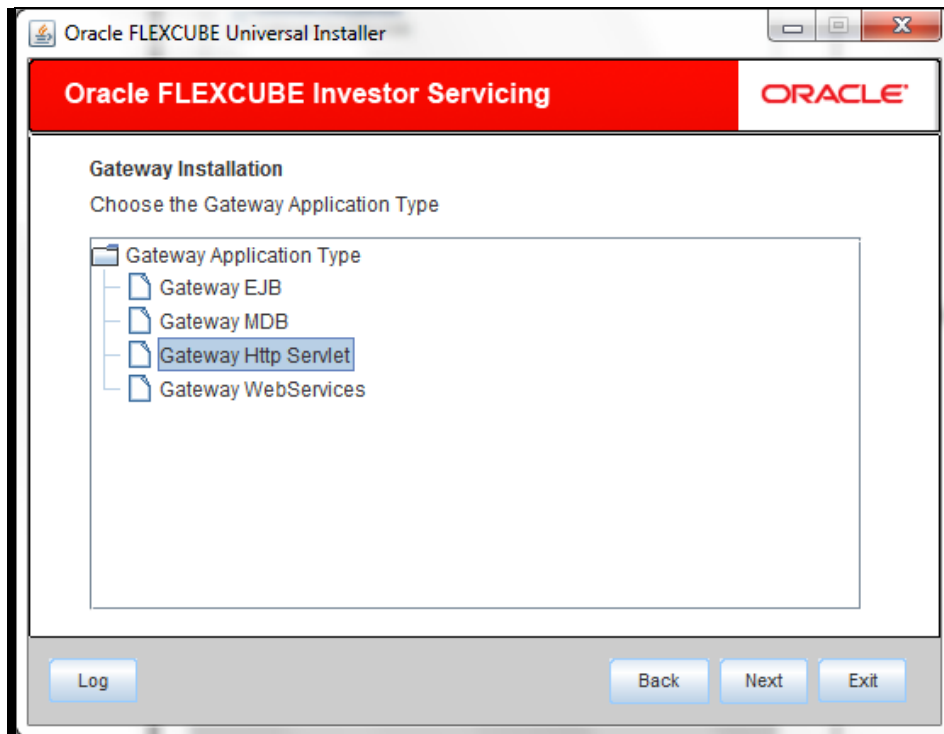 Oracle FLEXCUBE Universal Installer
Oracle FLEXCUBE Investor Servicing
ORACLE
Gateway Installation
Choose the Gateway Application Type
Gateway Application Type
Gateway EJB
Gateway MDB
Gateway Http Servlet
Gateway WebServices
Log Back Next Exit